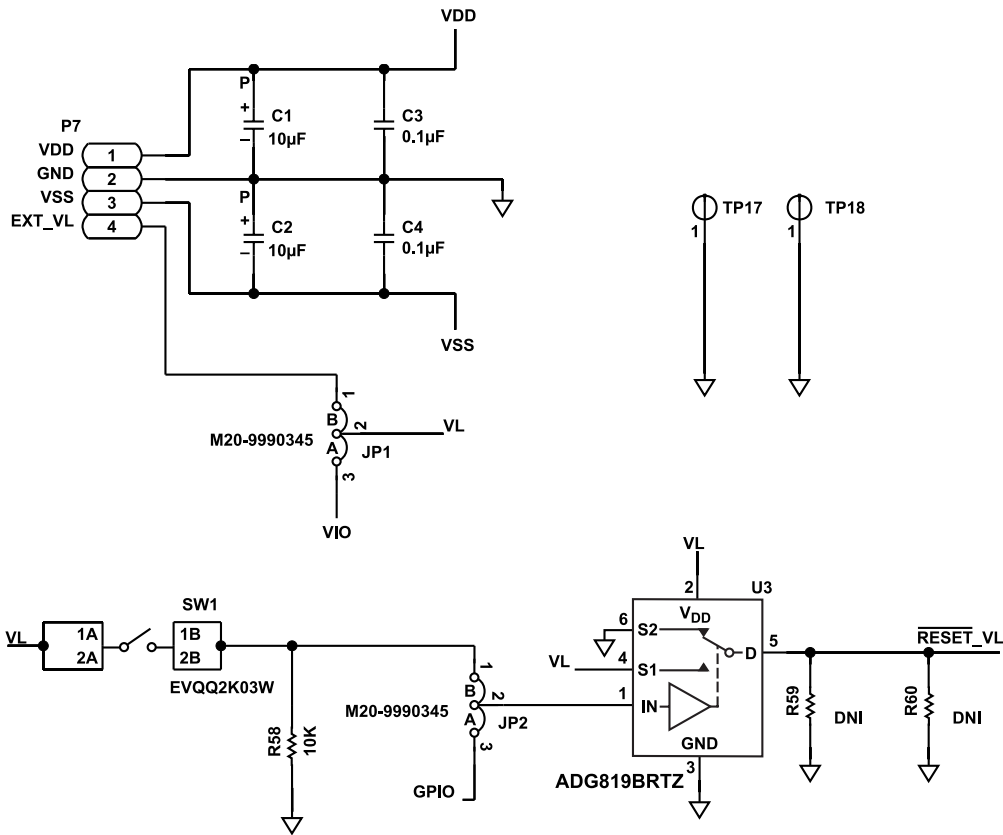 VDD
P7
VDD 1
GND 2
VSS 3
EXT_VL 4
P
+
−
C1
10µF
C3
0.1µF
P
+
−
C2
10µF
C4
0.1µF
VSS
TP17
1
TP18
1
1
B
2
VL
A
M20-9990345
JP1
3
VIO
VL
1A
2A
SW1
1B
2B
EVQQ2K03W
R58
10K
1
B
2
A
M20-9990345
JP2
3
GPIO
VL
2
U3
VDD
6
S2
5
D
RESET_VL
VL
4
S1
1
IN
GND
3
ADG819BRTZ
R59
DNI
R60
DNI